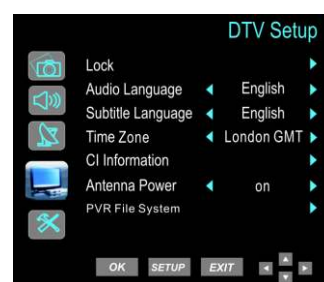 DTV Setup
Lock
Audio Language English
Subtitle Language English
Time Zone London GMT
CI Information
Antenna Power on
PVR File System
OK SETUP EXIT